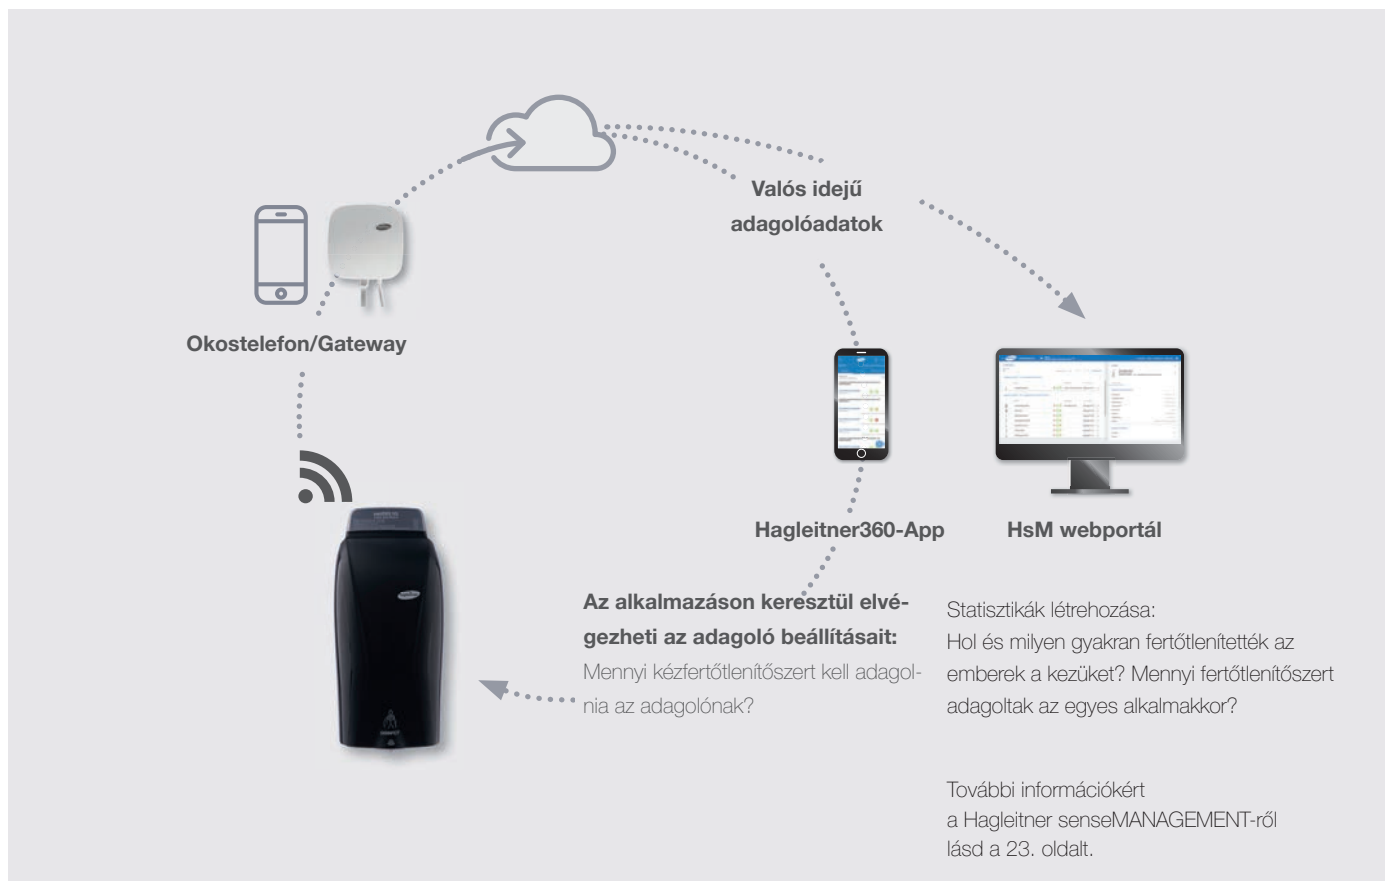 Valós idejű
adagolóadatok
Okostelefon/Gateway
Hagleitner360-App
HsM webportál
Az alkalmazáson keresztül elvé-
gezheti az adagoló beállításait:
Mennyi kézfertőtlenítőszert kell adagol-
nia az adagolónak?
Statisztikák létrehozása:
Hol és milyen gyakran fertőtlenítették az
emberek a kezüket? Mennyi fertőtlenítőszert
adagoltak az egyes alkalmakkor?
További információkért
a Hagleitner senseMANAGEMENT-ről
lásd a 23. oldalt.